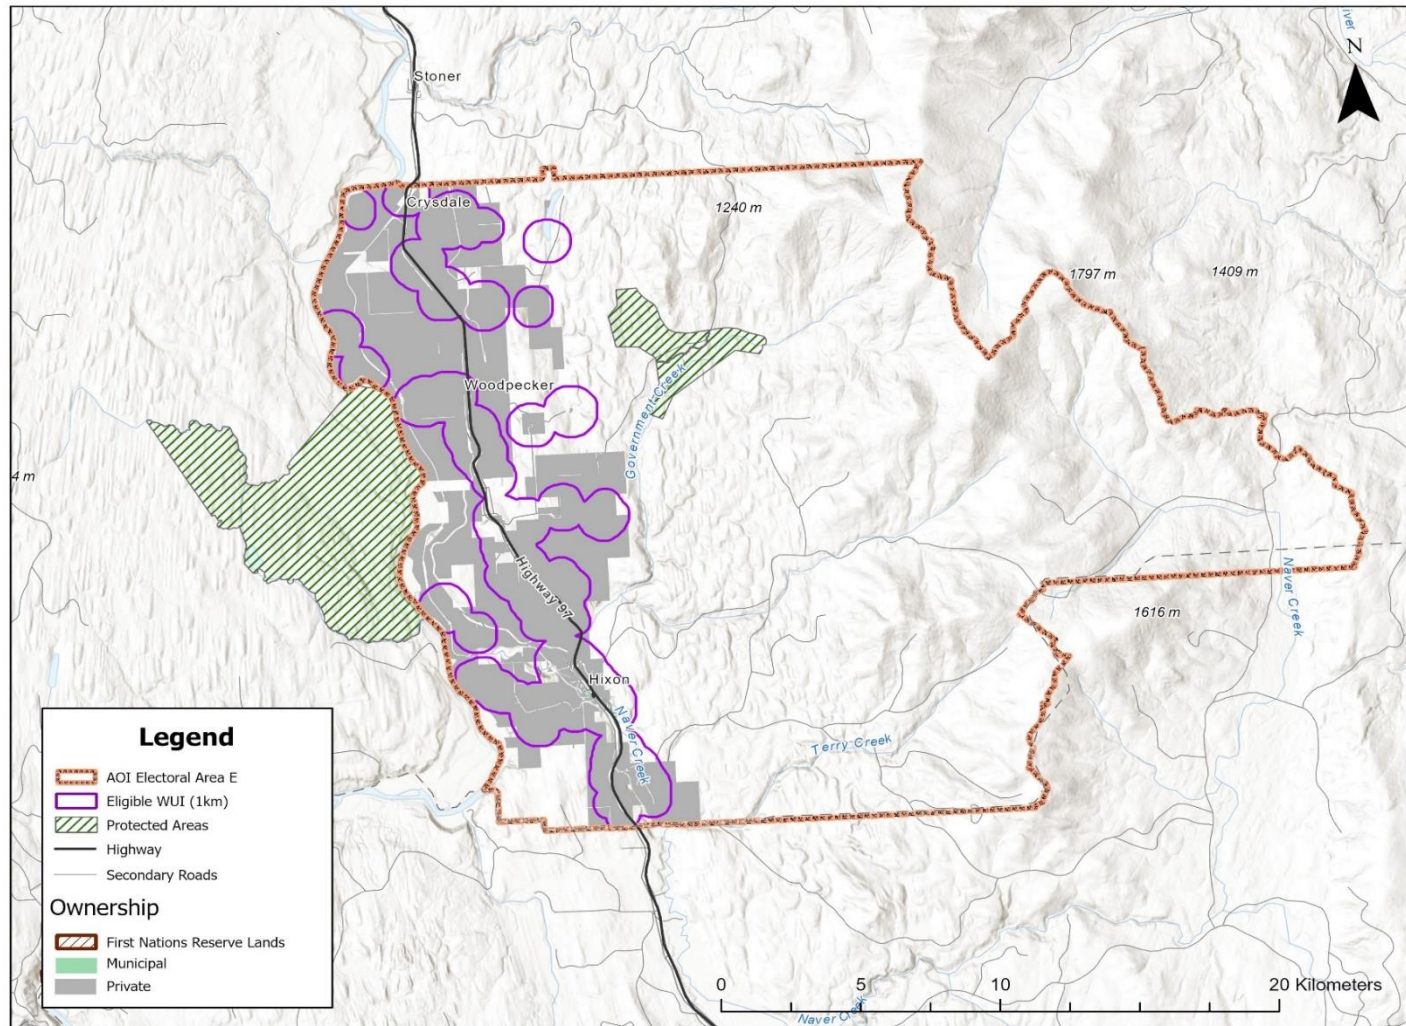 iver
N
Stoner
Crysdale
1240 m
1797 m
1409 m
Woodpecker
Government Creek
4 m
Highway 97
Naver Creek
1616 m
Hixon
Naver Creek
Terry Creek
Legend
AOI Electoral Area E
Eligible WUI (1km)
Protected Areas
Highway
Secondary Roads
Ownership
First Nations Reserve Lands
Municipal
Private
0 5 10 20 Kilometers
Naver Creek